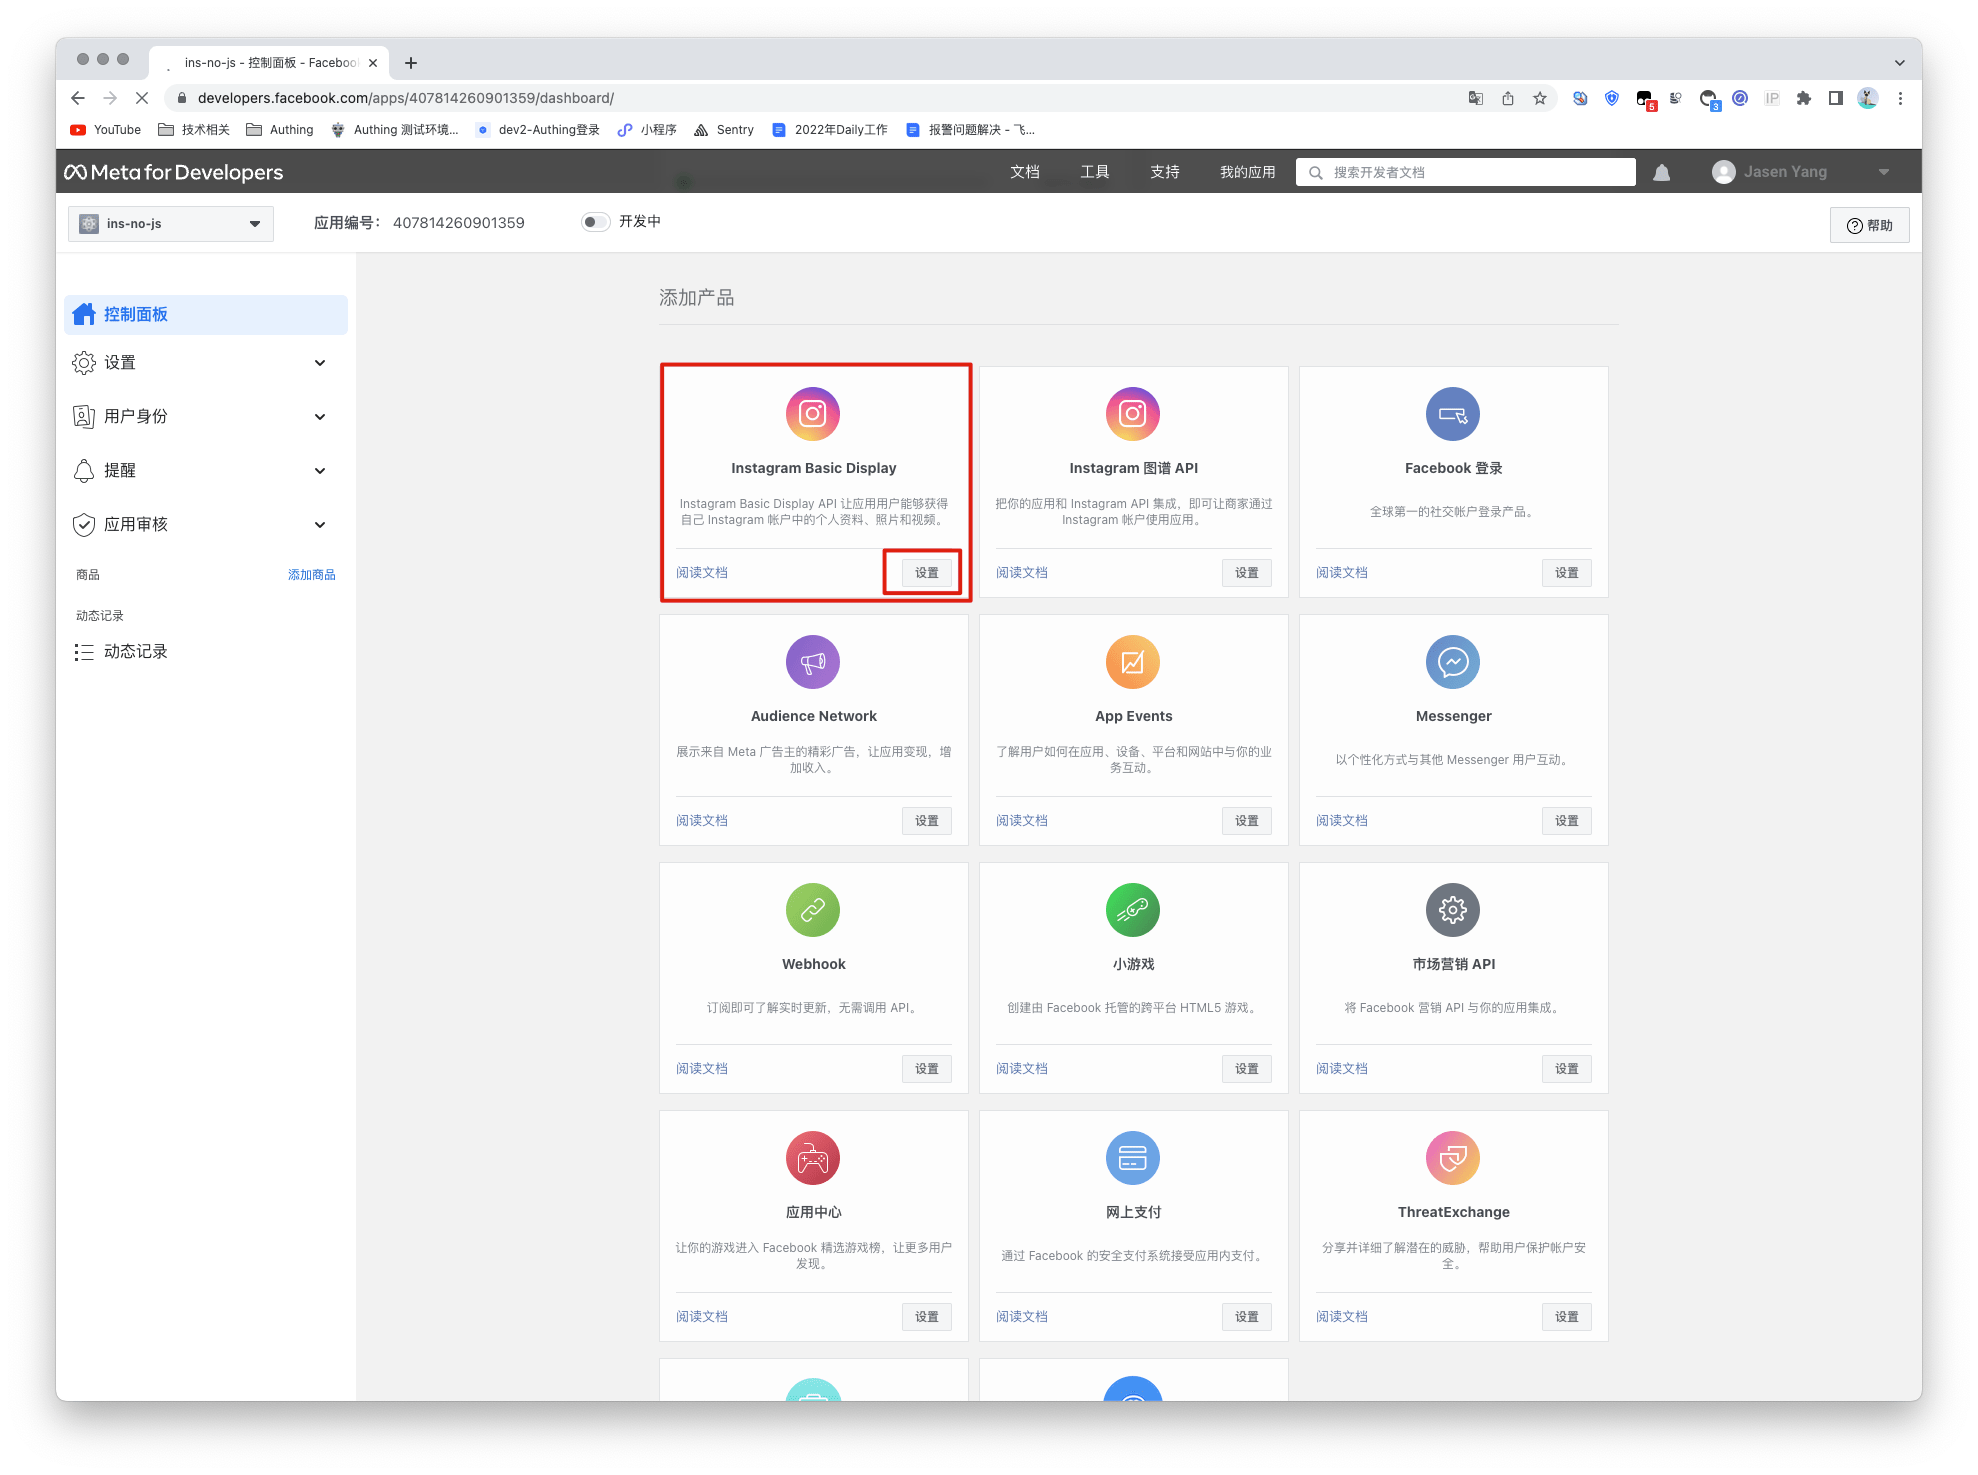 ins-no-js - 控制面板 - Facebook
developers.facebook.com/apps/407814260901359/dashboard/
IP
5
3
YouTube
技术相关
Authing
Authing 测试环境...
dev2-Authing登录
小程序
Sentry
2022年Daily工作
报警问题解决 - 飞...
Meta for Developers
文档
工具
支持
我的应用
搜索开发者文档
Jasen Yang
ins-no-js
应用编号： 407814260901359
开发中
帮助
控制面板
设置
用户身份
提醒
应用审核
商品
添加商品
动态记录
动态记录
添加产品
Instagram Basic Display
Instagram Basic Display API 让应用用户能够获得
自己 Instagram 帐户中的个人资料、照片和视频。
阅读文档
设置
Instagram 图谱 API
把你的应用和 Instagram API 集成，即可让商家通过
Instagram 帐户使用应用。
阅读文档
设置
Facebook 登录
全球第一的社交帐户登录产品。
阅读文档
设置
Audience Network
展示来自 Meta 广告主的精彩广告，让应用变现，增
加收入。
阅读文档
设置
App Events
了解用户如何在应用、设备、平台和网站中与你的业
务互动。
阅读文档
设置
Messenger
以个性化方式与其他 Messenger 用户互动。
阅读文档
设置
Webhook
订阅即可了解实时更新，无需调用 API。
阅读文档
设置
小游戏
创建由 Facebook 托管的跨平台 HTML5 游戏。
阅读文档
设置
市场营销 API
将 Facebook 营销 API 与你的应用集成。
阅读文档
设置
应用中心
让你的游戏进入 Facebook 精选游戏榜，让更多用户
发现。
阅读文档
设置
网上支付
通过 Facebook 的安全支付系统接受应用内支付。
阅读文档
设置
ThreatExchange
分享并详细了解潜在的威胁，帮助用户保护帐户安
全。
阅读文档
设置